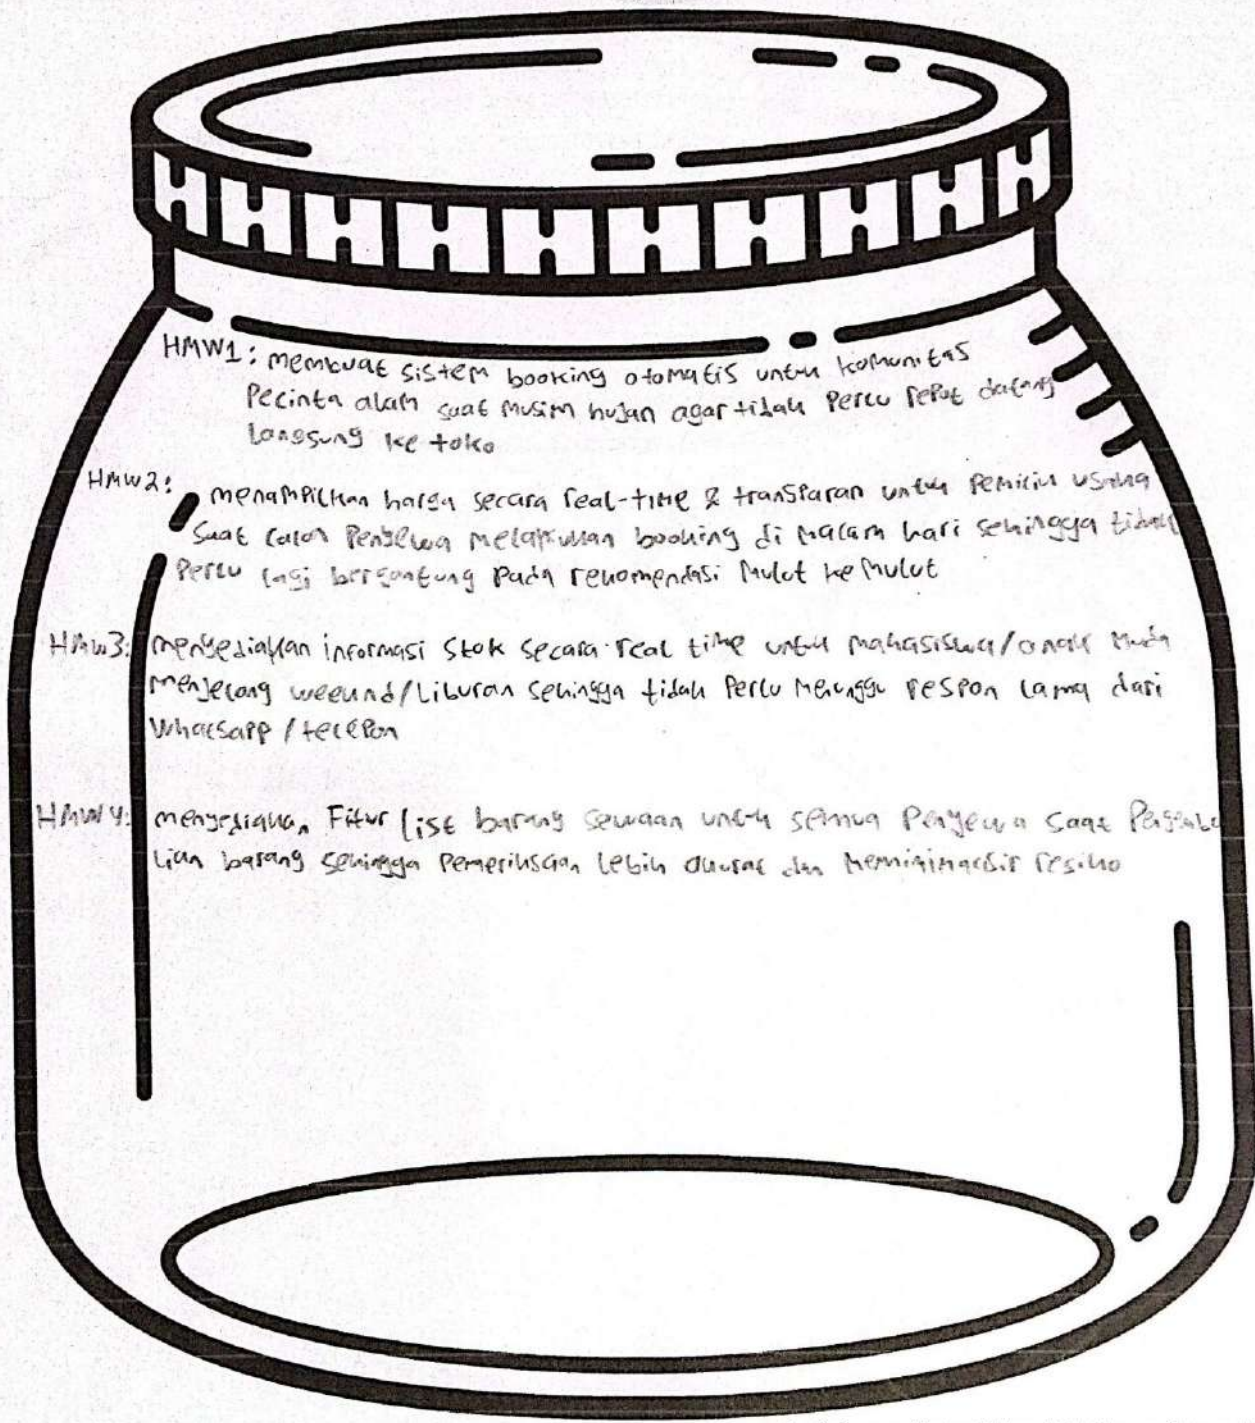 HMW1: membuat sistem booking otomatis untuk komunitas
Pecinta alam saat musim hujan agar tidak Perlu repot datang
Langsung ke toko
HMW2: menampilkan harga secara real-time & transparan untuk Pemilik usaha
Saat calon Penyewa melakukan booking di malam hari sehingga tidak
Perlu lagi bergantung pada rekomendasi Mulut ke Mulut
HMW3: menyediakan informasi Stok secara real time untuk mahasiswa/anak Muda
menjelang weekend/Liburan sehingga tidak Perlu Menunggu respon lama dari
Whatsapp / telepon
HMW4: menyediakan Fitur list barang sewaan untuk semua Penyewa Saat Pengemba
lian barang sehingga Pemeriksaan lebih akurat dan Meminimalisir resiko